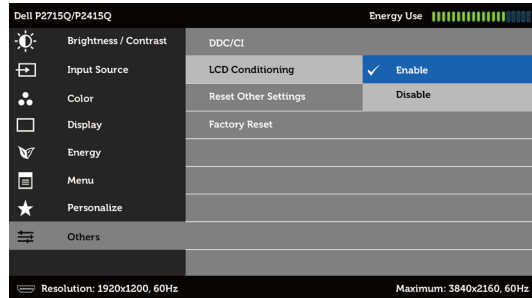 Dell P2715Q/P2415Q
Energy Use
Brightness / Contrast
DDC/CI
Input Source
LCD Conditioning
Enable
Color
Reset Other Settings
Disable
Display
Factory Reset
Energy
Menu
Personalize
Others
Resolution: 1920x1200, 60Hz
Maximum: 3840x2160, 60Hz